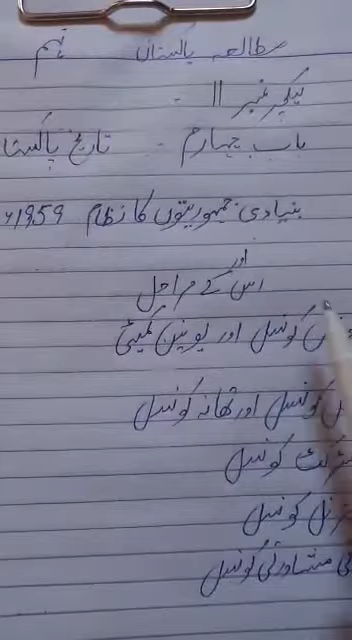 مطالعہ پاکستان نہم
لیکچر نمبر 11 -
باب چہارم - تاریخ پاکستا
بنیادی جمہوریتوں کا نظام 1959ء
اور
اس کے مراحل
کونسل اور یونین کمیٹی
کونسل اور تھانہ کونسل
کونسل
کونسل
مشاورتی کونسل